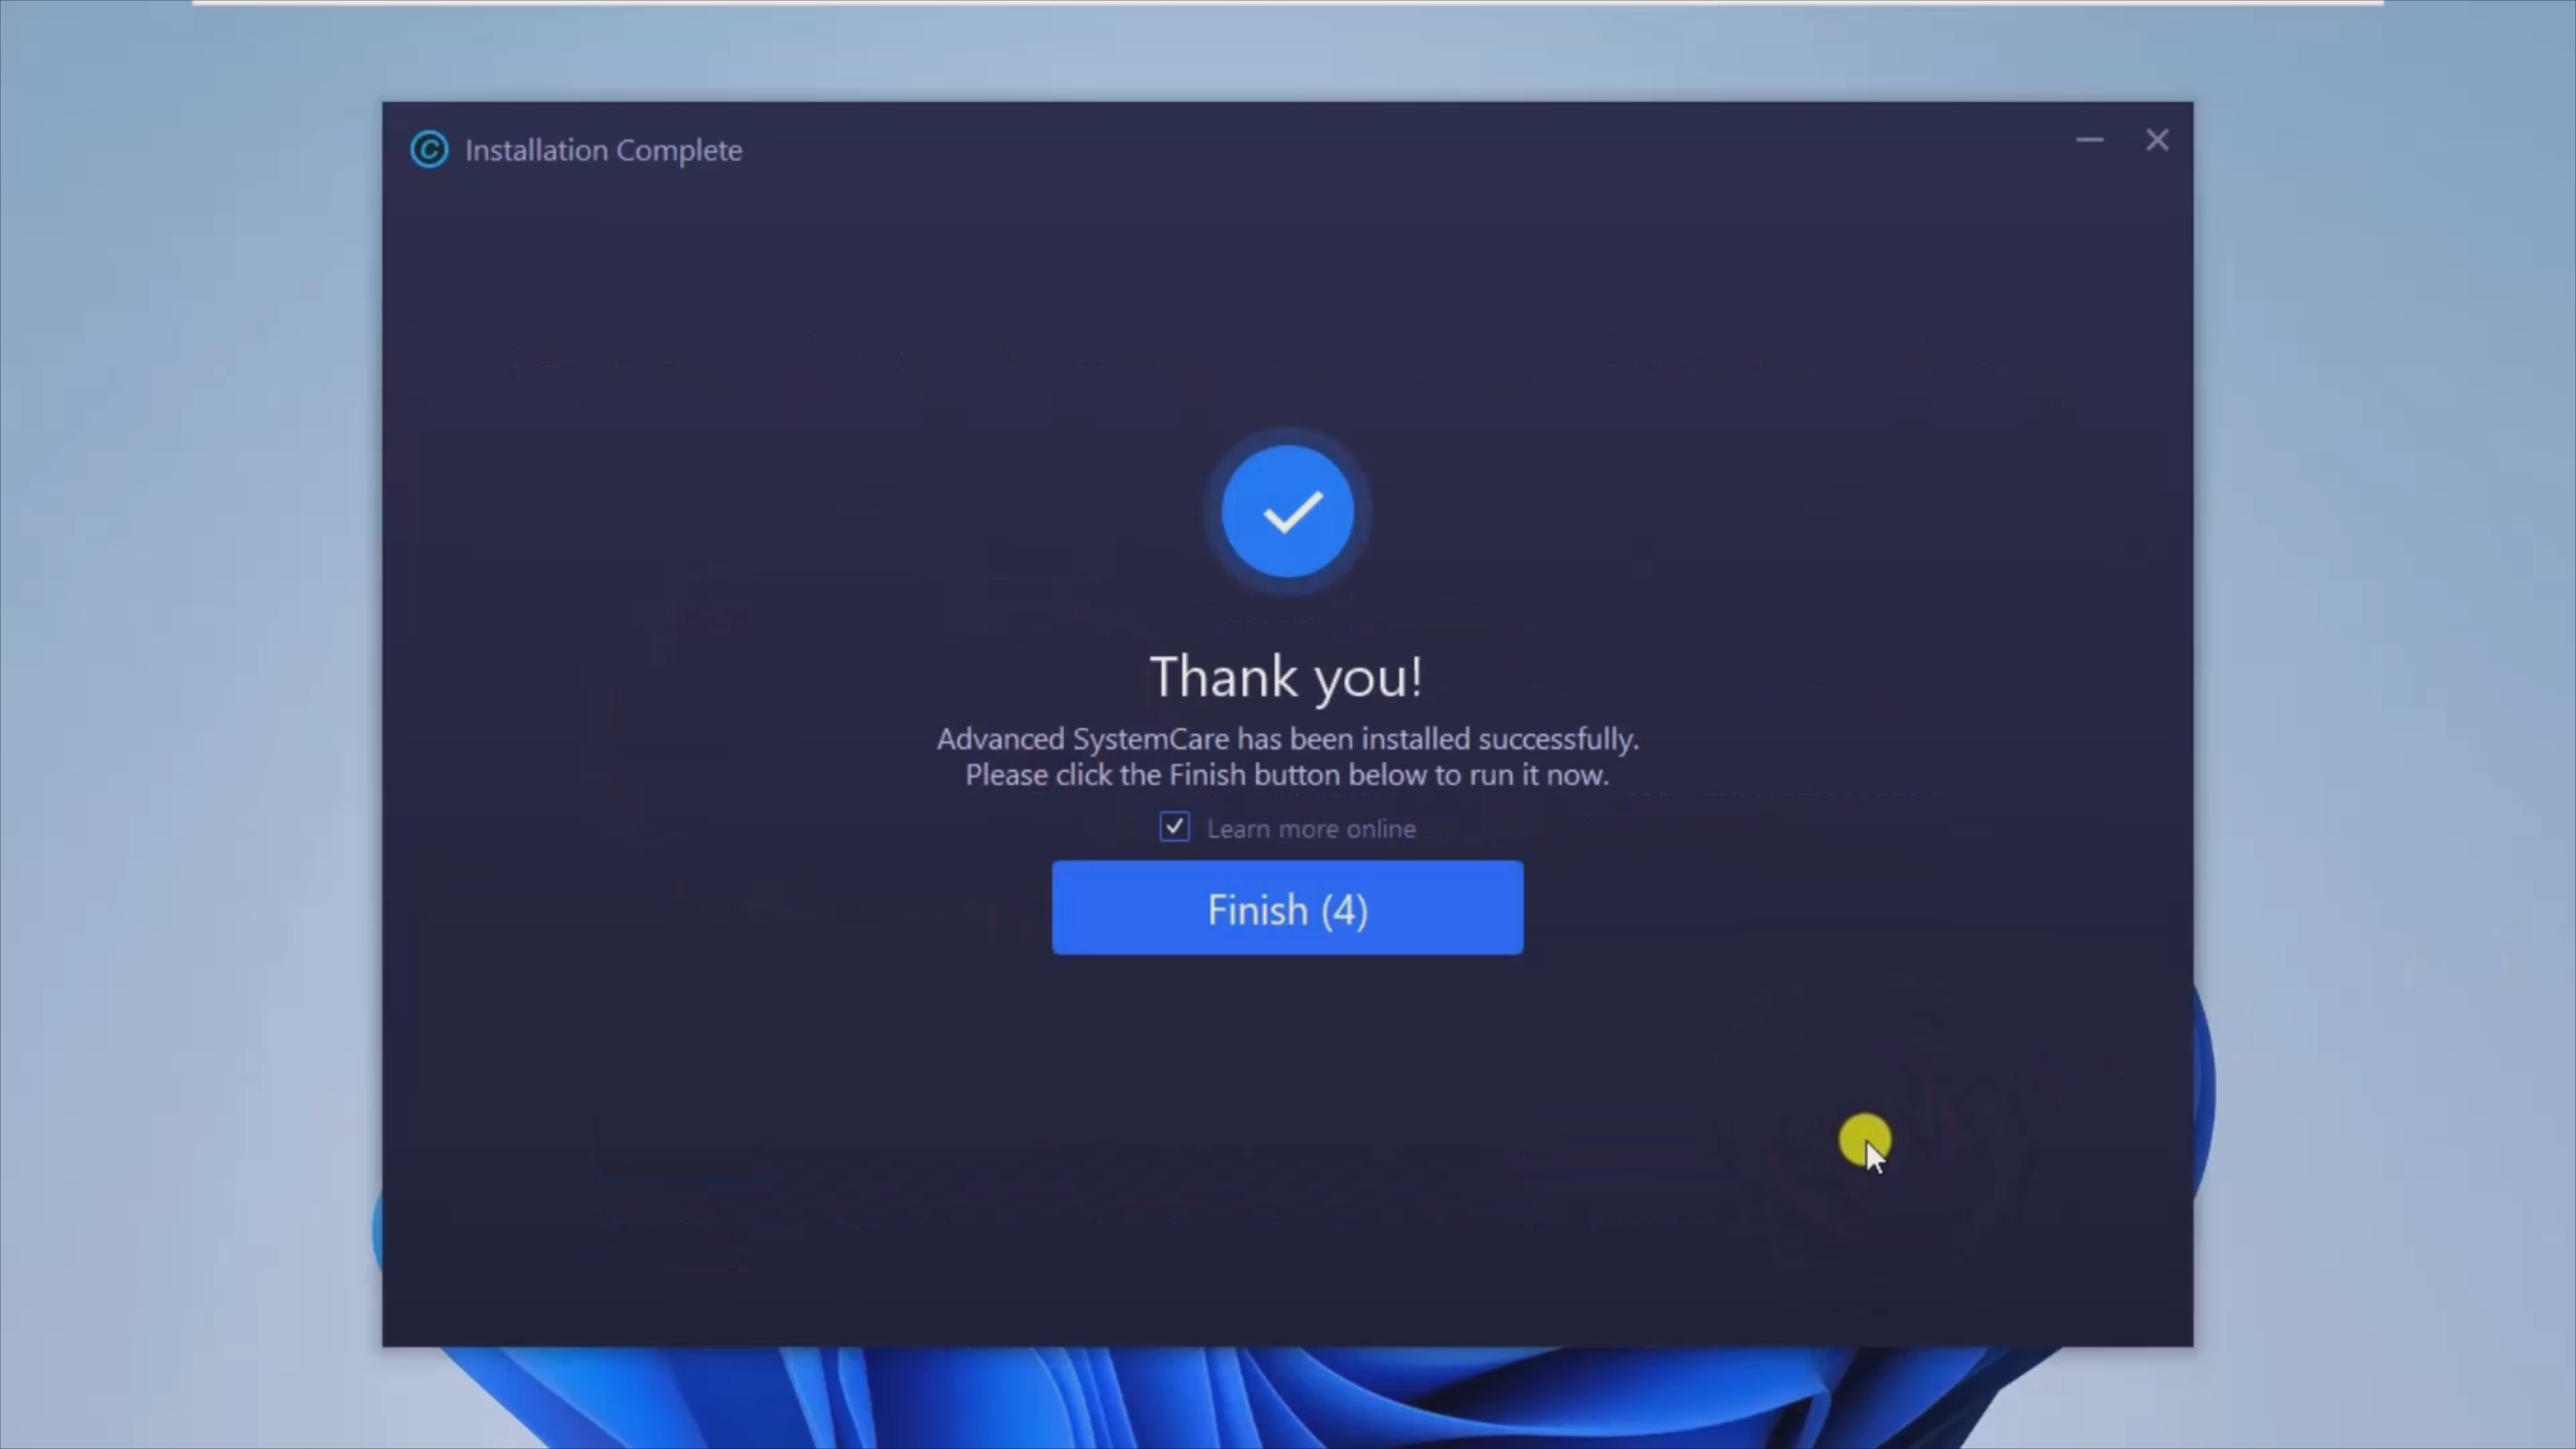 Installation Complete
Thank you!
Advanced SystemCare has been installed successfully.
Please click the Finish button below to run it now.
Learn more online
Finish (4)